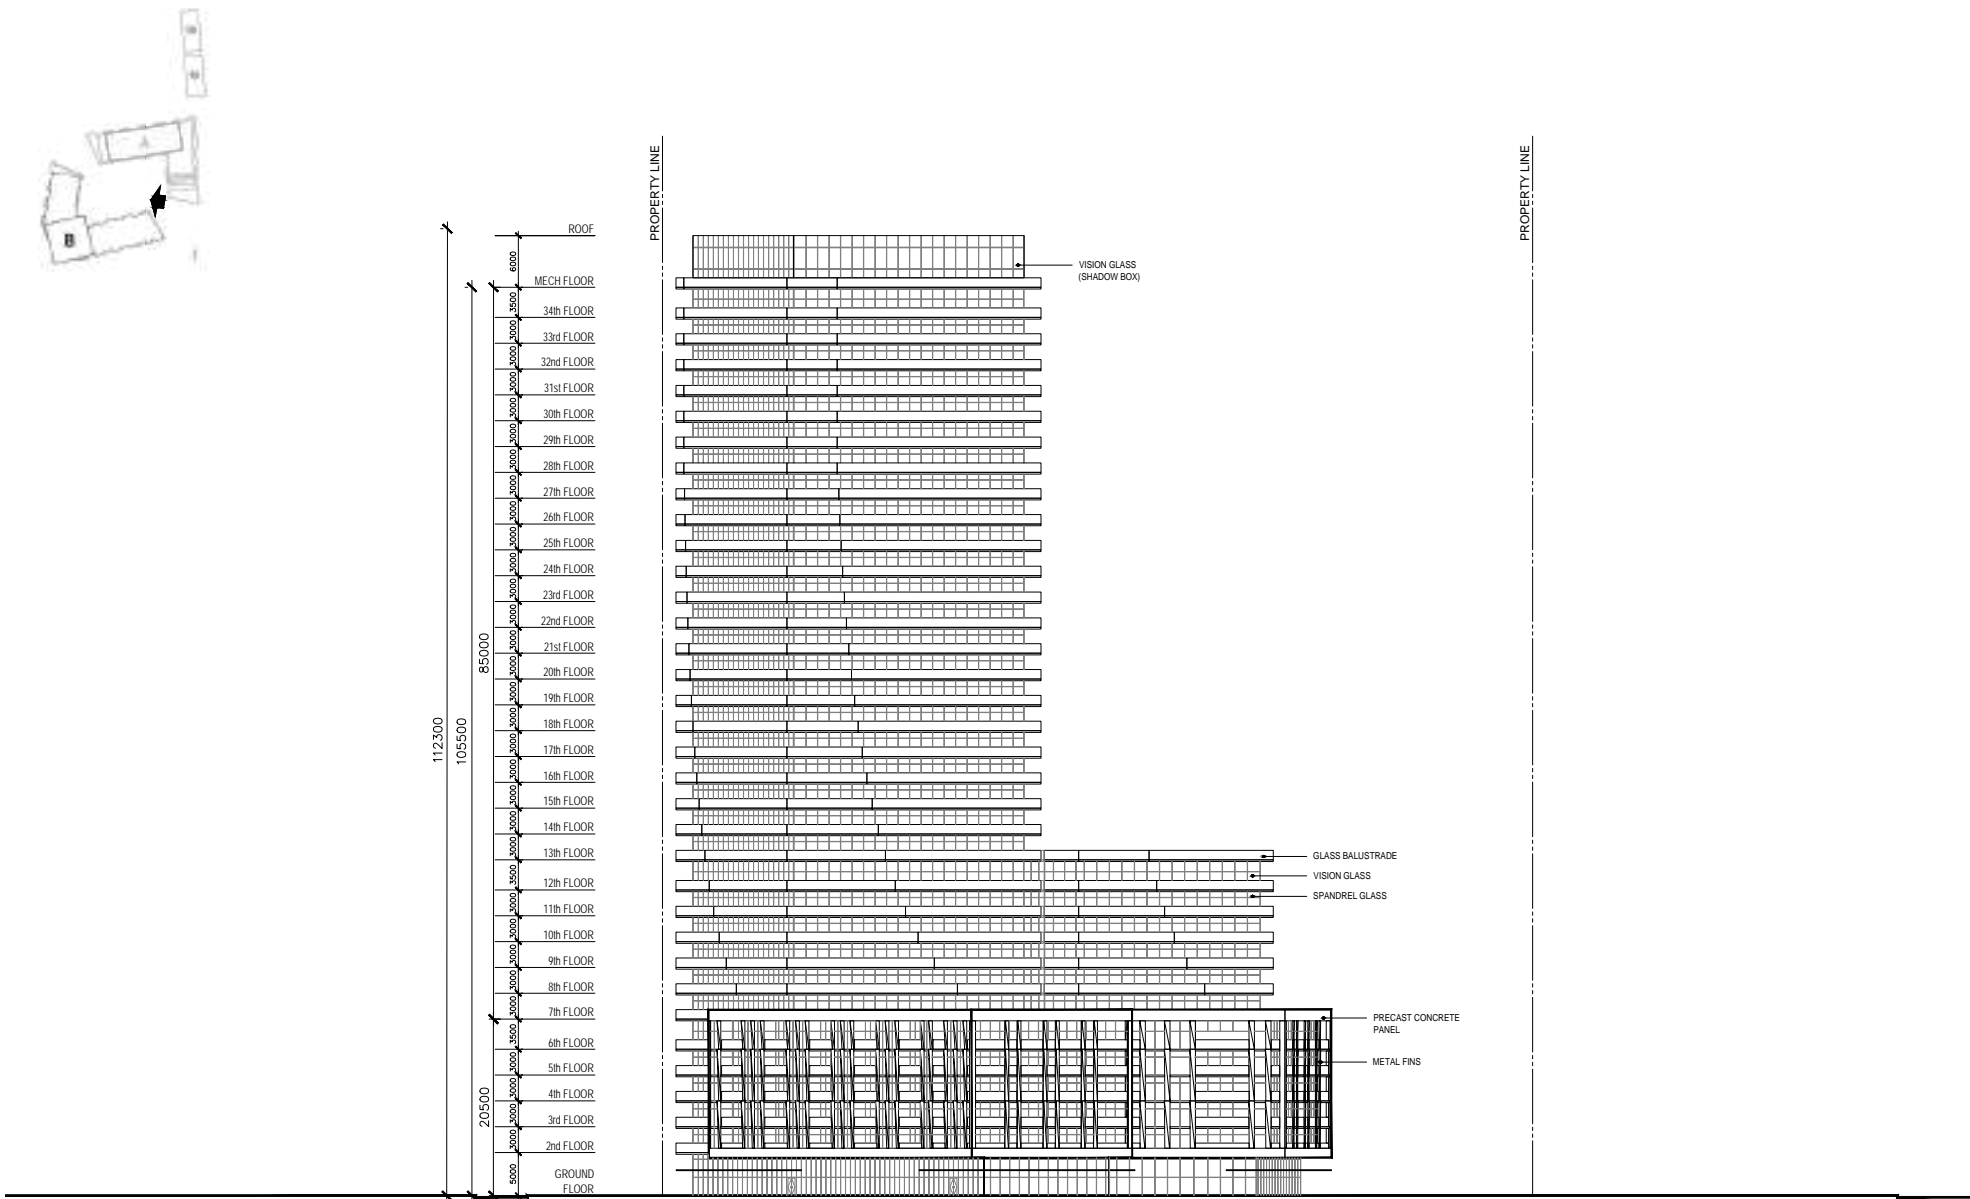 A
B
PROPERTY LINE
PROPERTY LINE
ROOF
6000
VISION GLASS
(SHADOW BOX)
MECH FLOOR
3500
34th FLOOR
3000
33rd FLOOR
3000
32nd FLOOR
3000
31st FLOOR
3000
30th FLOOR
3000
29th FLOOR
3000
28th FLOOR
3000
27th FLOOR
3000
26th FLOOR
3000
25th FLOOR
3000
24th FLOOR
3000
23rd FLOOR
3000
22nd FLOOR
3000
21st FLOOR
3000
20th FLOOR
3000
19th FLOOR
3000
18th FLOOR
3000
17th FLOOR
3000
16th FLOOR
3000
15th FLOOR
3000
14th FLOOR
3000
13th FLOOR
3500
12th FLOOR
3000
11th FLOOR
3000
10th FLOOR
3000
9th FLOOR
3000
8th FLOOR
3000
7th FLOOR
3500
6th FLOOR
3000
5th FLOOR
3000
4th FLOOR
3000
3rd FLOOR
3000
2nd FLOOR
5000
GROUND
FLOOR
85000
20500
105500
112300
GLASS BALUSTRADE
VISION GLASS
SPANDREL GLASS
PRECAST CONCRETE
PANEL
METAL FINS